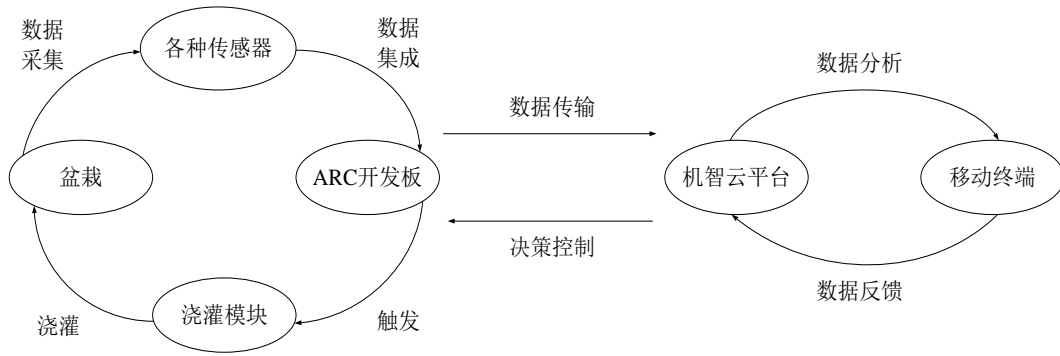 数据
采集
各种传感器
数据
集成
盆栽
ARC开发板
浇灌
浇灌模块
触发
数据传输
决策控制
数据分析
机智云平台
移动终端
数据反馈